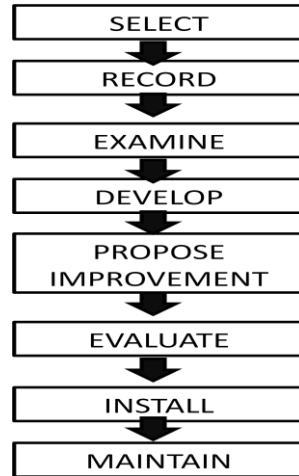 SELECT
RECORD
EXAMINE
DEVELOP
PROPOSE
IMPROVEMENT
EVALUATE
INSTALL
MAINTAIN